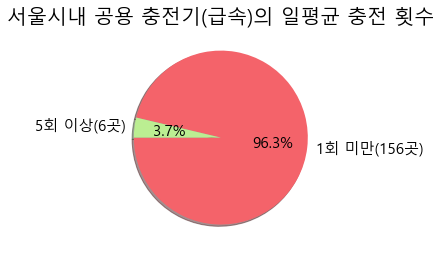 서울시내 공용 충전기(급속)의 일평균 충전 횟수
5회 이상(6곳)
3.7%
96.3%
1회 미만(156곳)